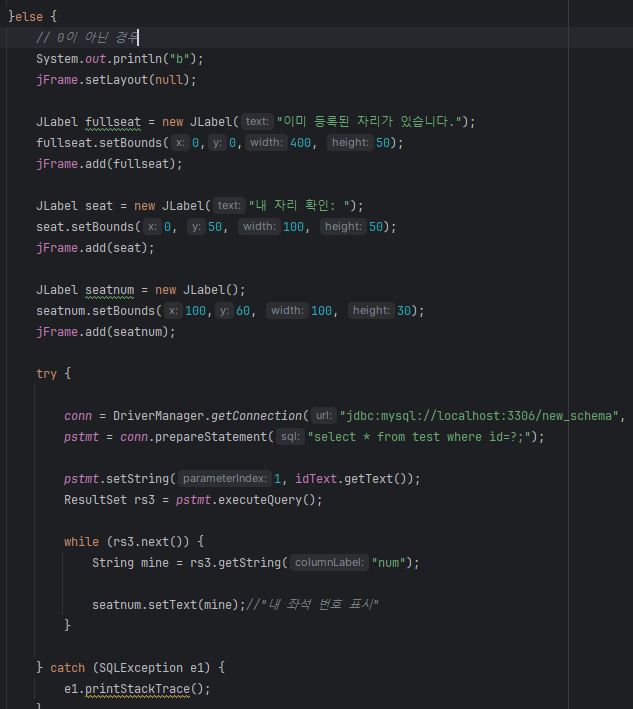 }else {
// 0이 아닌 경우
System.out.println("b");
jFrame.setLayout(null);
JLabel fullseat = new JLabel( text: "이미 등록된 자리가 있습니다.");
fullseat.setBounds( x: 0, y: 0, width: 400, height: 50);
jFrame.add(fullseat);
JLabel seat = new JLabel( text: "내 자리 확인: ");
seat.setBounds( x: 0, y: 50, width: 100, height: 50);
jFrame.add(seat);
JLabel seatnum = new JLabel();
seatnum.setBounds( x: 100, y: 60, width: 100, height: 30);
jFrame.add(seatnum);
try {
conn = DriverManager.getConnection( url: "jdbc:mysql://localhost:3306/new_schema",
pstmt = conn.prepareStatement( sql: "select * from test where id=?;");
pstmt.setString( parameterIndex: 1, idText.getText());
ResultSet rs3 = pstmt.executeQuery();
while (rs3.next()) {
String mine = rs3.getString( columnLabel: "num");
seatnum.setText(mine);//"내 좌석 번호 표시"
}
} catch (SQLException e1) {
e1.printStackTrace();
}